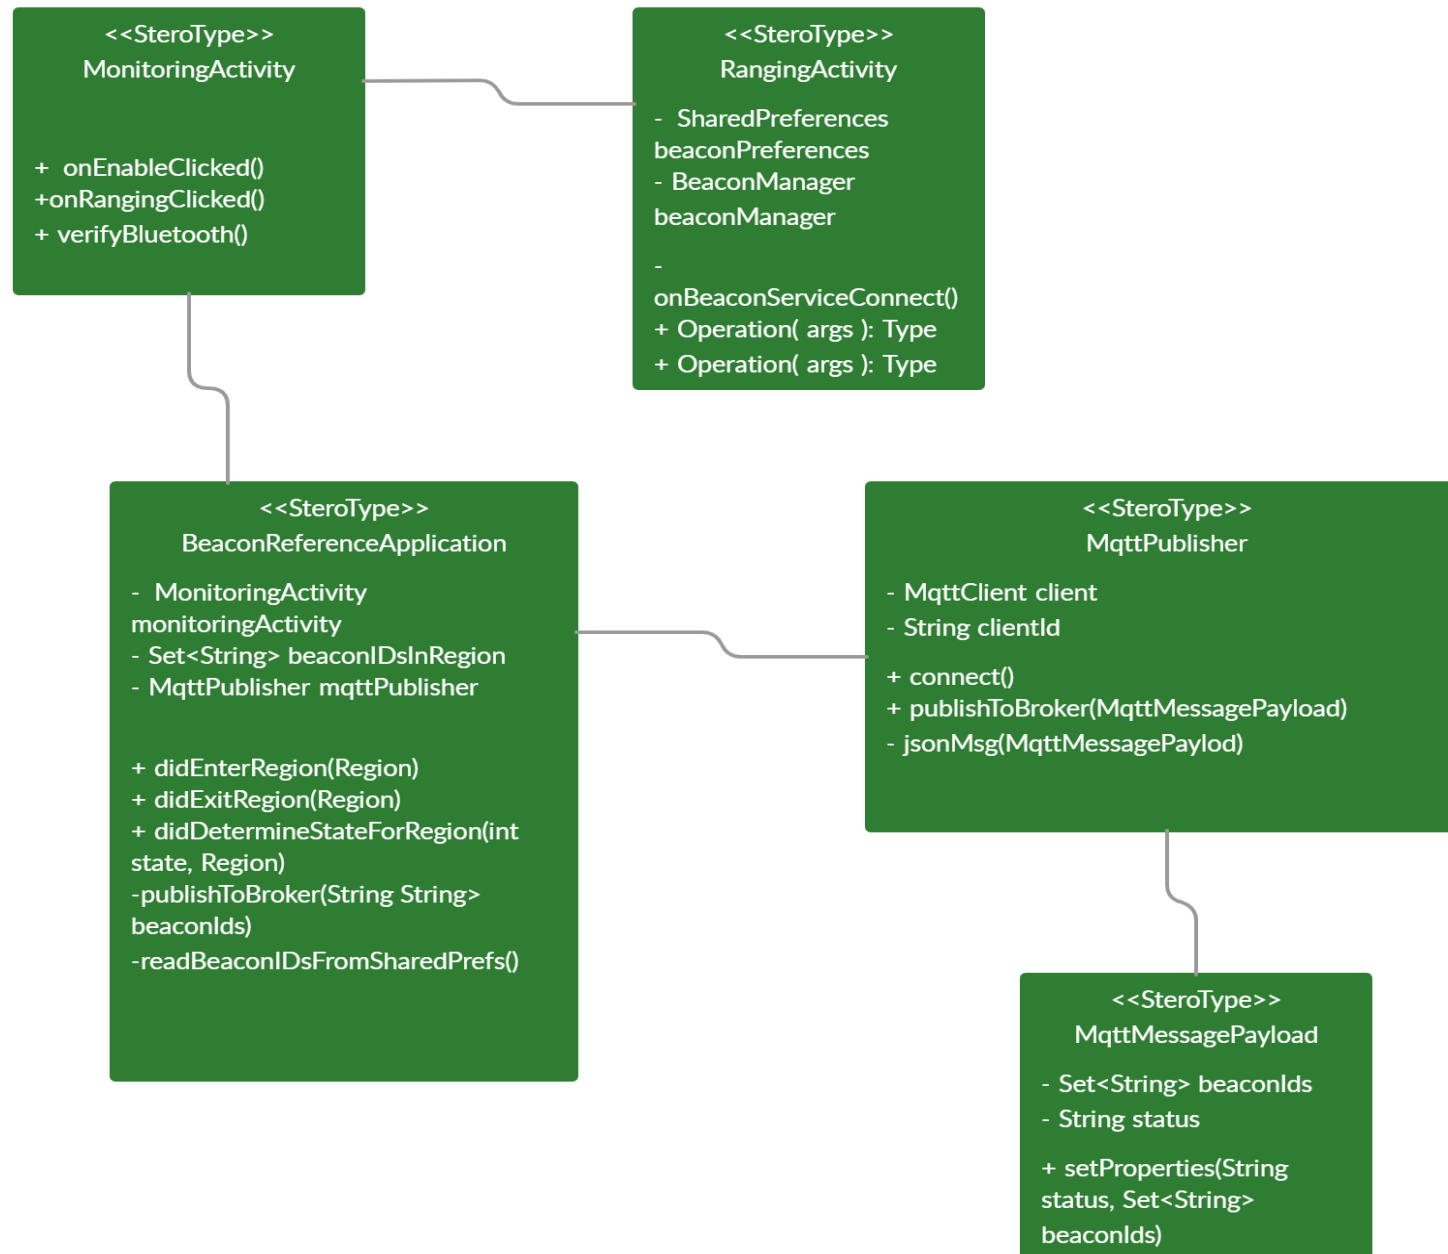 <<SteroType>>
MonitoringActivity
+ onEnableClicked()
+onRangingClicked()
+ verifyBluetooth()
<<SteroType>>
RangingActivity
- SharedPreferences
beaconPreferences
- BeaconManager
beaconManager
-
onBeaconServiceConnect()
+ Operation( args ): Type
+ Operation( args ): Type
<<SteroType>>
BeaconReferenceApplication
- MonitoringActivity
monitoringActivity
- Set<String> beaconIDsInRegion
- MqttPublisher mqttPublisher
+ didEnterRegion(Region)
+ didExitRegion(Region)
+ didDetermineStateForRegion(int
state, Region)
-publishToBroker(String String>
beaconIds)
-readBeaconIDsFromSharedPrefs()
<<SteroType>>
MqttPublisher
- MqttClient client
- String clientId
+ connect()
+ publishToBroker(MqttMessagePayload)
- jsonMsg(MqttMessagePaylod)
<<SteroType>>
MqttMessagePayload
- Set<String> beaconIds
- String status
+ setProperties(String
status, Set<String>
beaconIds)